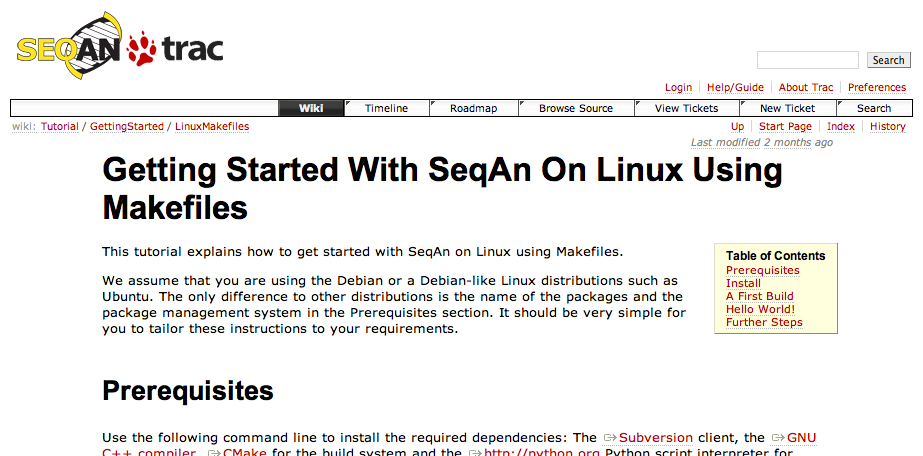 SEQAN trac
Search
Login Help/Guide About Trac Preferences
Wiki Timeline Roadmap Browse Source View Tickets New Ticket Search
wiki: Tutorial / GettingStarted / LinuxMakefiles
Up Start Page Index History
Last modified 2 months ago
Getting Started With SeqAn On Linux Using
Makefiles
This tutorial explains how to get started with SeqAn on Linux using Makefiles.
We assume that you are using the Debian or a Debian-like Linux distributions such as
Ubuntu. The only difference to other distributions is the name of the packages and the
package management system in the Prerequisites section. It should be very simple for
you to tailor these instructions to your requirements.
Table of Contents
Prerequisites
Install
A First Build
Hello World!
Further Steps
Prerequisites
Use the following command line to install the required dependencies: The Subversion client, the GNU
C++ compiler, CMake for the build system and the http://python.org Python script interpreter for